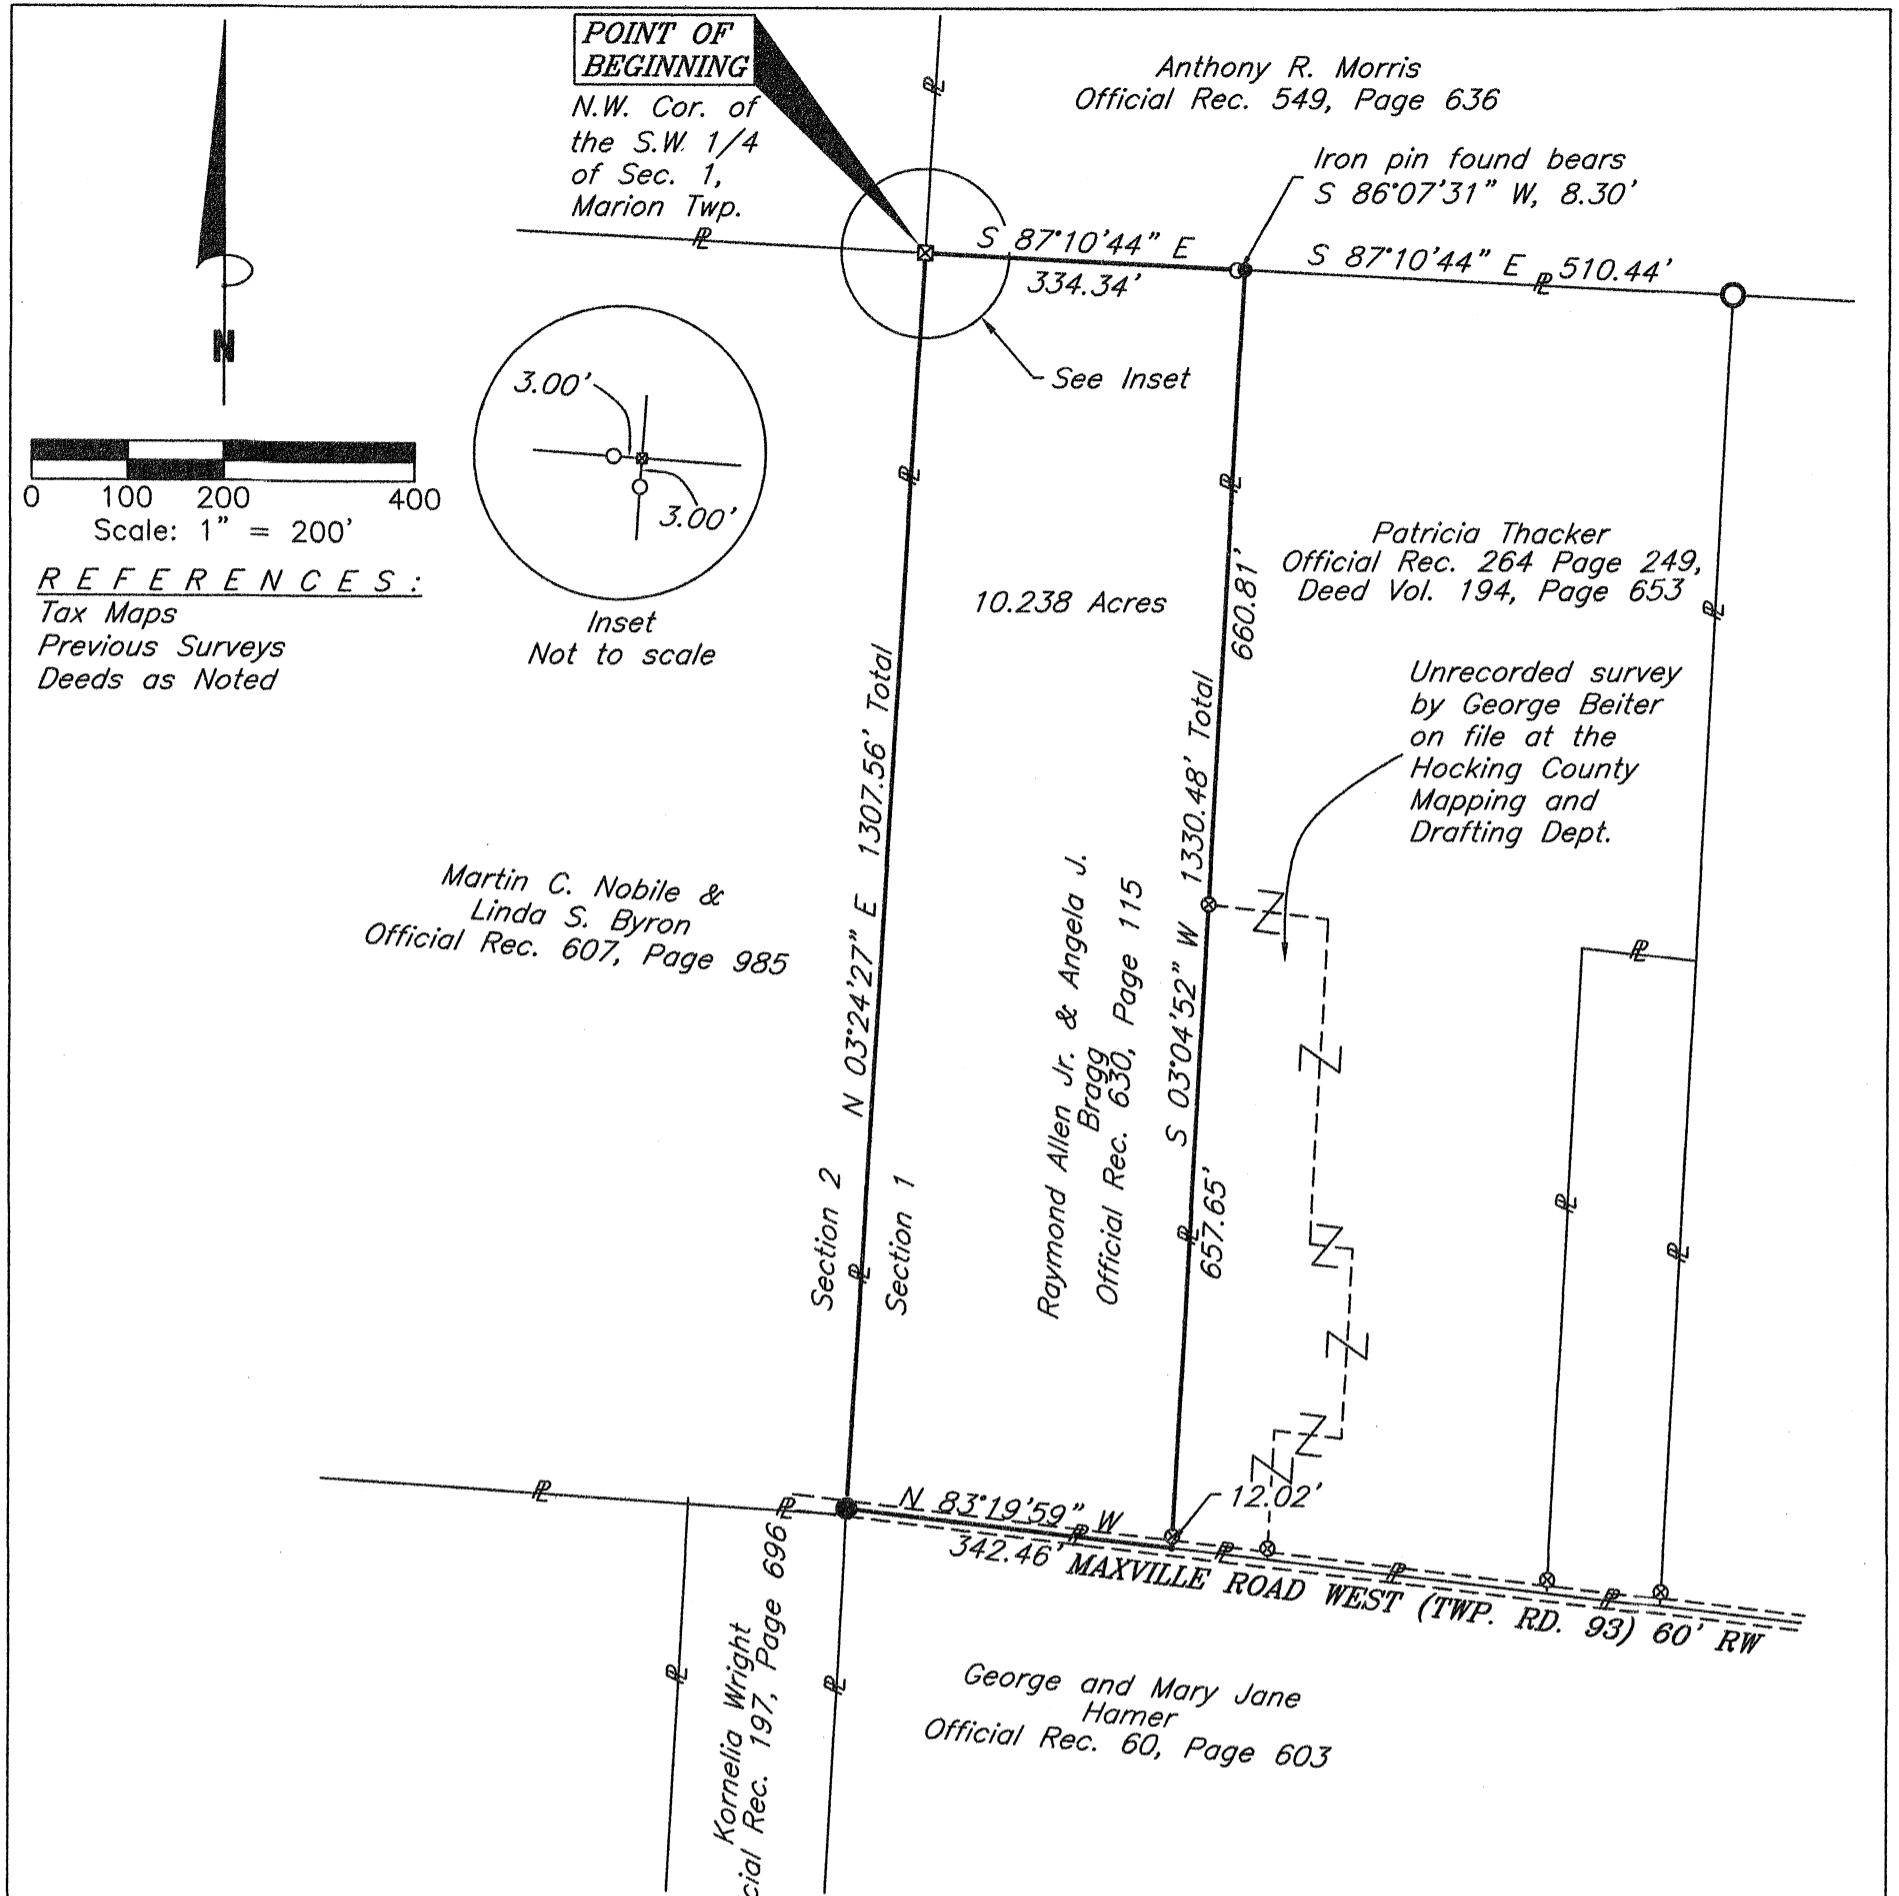 POINT OF
BEGINNING
N.W. Cor. of
the S.W. 1/4
of Sec. 1,
Marion Twp.
Anthony R. Morris
Official Rec. 549, Page 636
Iron pin found bears
S 86°07'31" W, 8.30'
S 87°10'44" E
334.34'
S 87°10'44" E 510.44'
See Inset
N
0 100 200 400
Scale: 1" = 200'
REFERENCES:
Tax Maps
Previous Surveys
Deeds as Noted
3.00'
3.00'
Inset
Not to scale
10.238 Acres
Patricia Thacker
Official Rec. 264 Page 249,
Deed Vol. 194, Page 653
660.81'
Unrecorded survey
by George Beiter
on file at the
Hocking County
Mapping and
Drafting Dept.
N 03°24'27" E 1307.56' Total
S 03°04'52" W 1330.48' Total
Martin C. Nobile &
Linda S. Byron
Official Rec. 607, Page 985
Raymond Allen Jr. & Angela J.
Bragg
Official Rec. 630, Page 115
657.65'
Section 2
Section 1
N 83°19'59" W
342.46'
12.02'
MAXVILLE ROAD WEST (TWP. RD. 93) 60' RW
Kornelia Wright
cial Rec. 197, Page 696
George and Mary Jane
Hamer
Official Rec. 60, Page 603